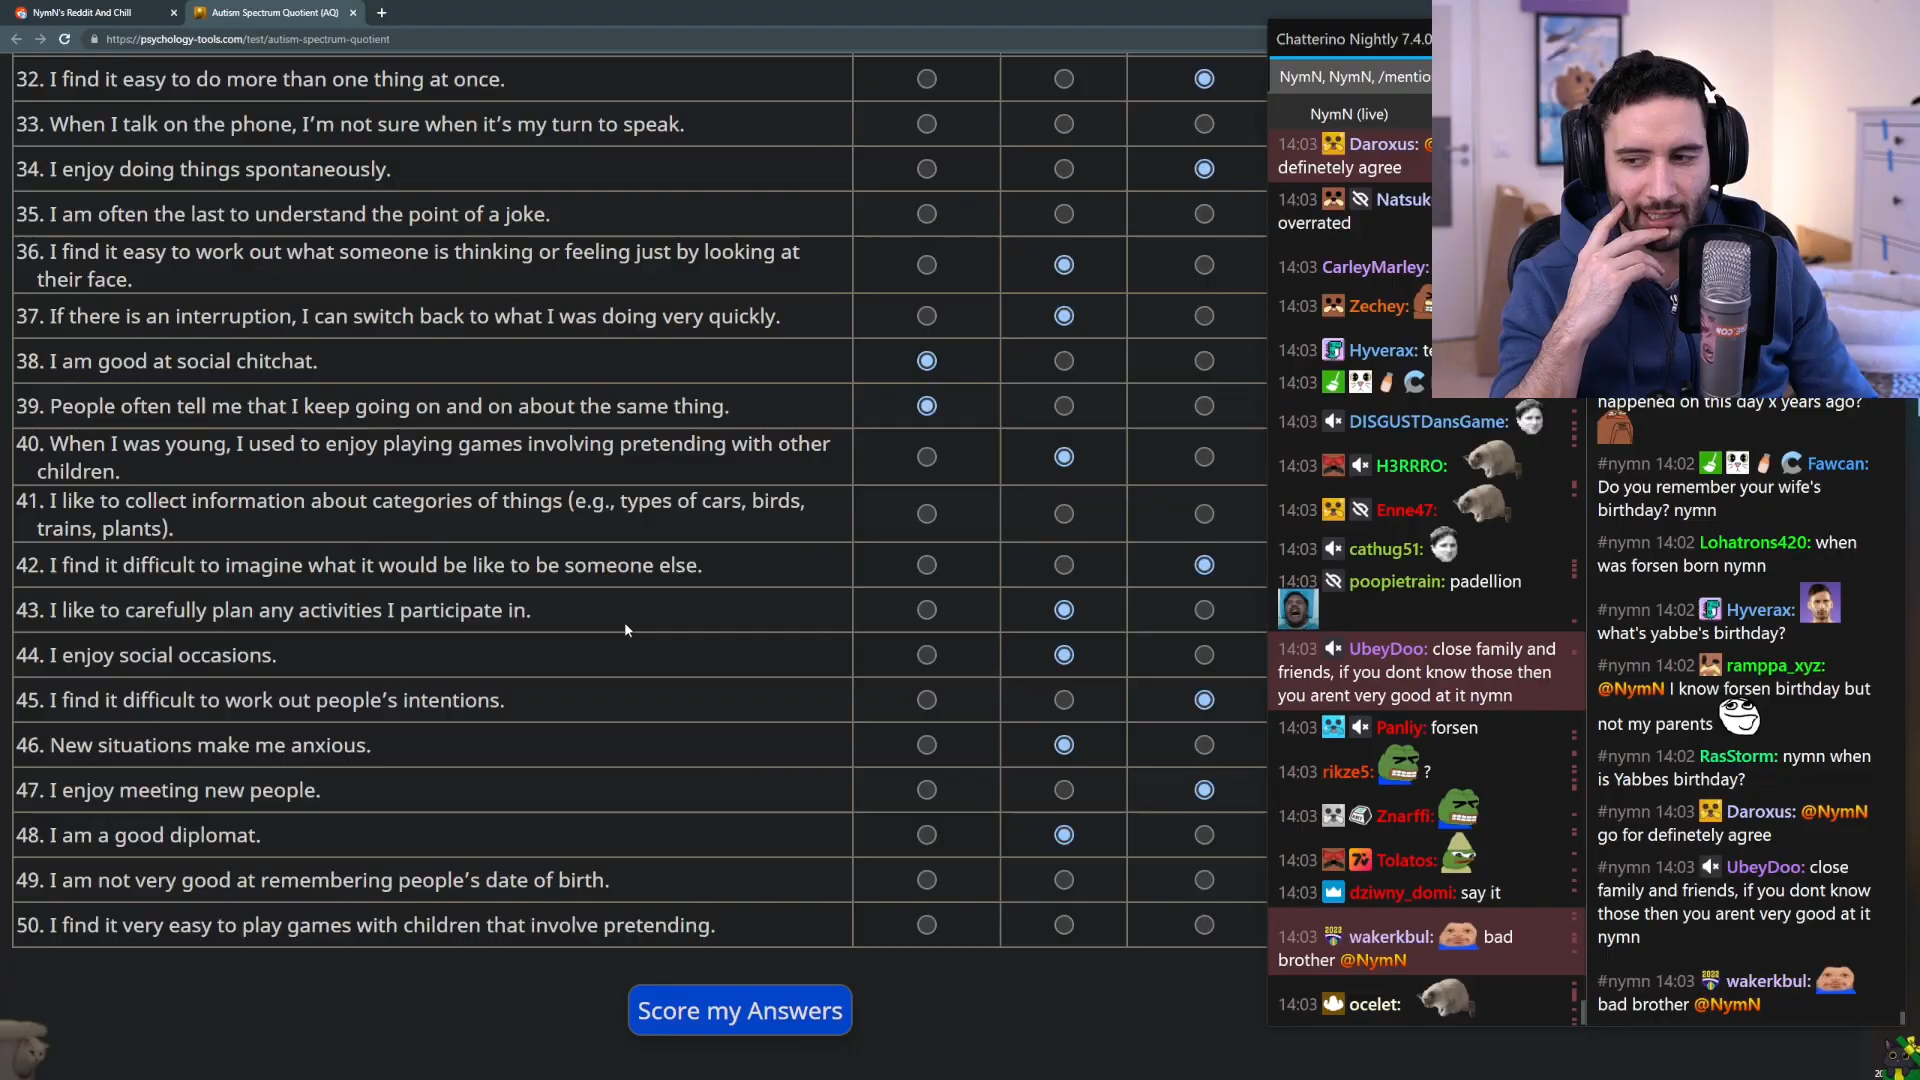 NymN's Reddit And Chill
Autism Spectrum Quotient (AQ)
https://psychology-tools.com/test/autism-spectrum-quotient
32. I find it easy to do more than one thing at once.
33. When I talk on the phone, I’m not sure when it’s my turn to speak.
34. I enjoy doing things spontaneously.
35. I am often the last to understand the point of a joke.
36. I find it easy to work out what someone is thinking or feeling just by looking at
their face.
37. If there is an interruption, I can switch back to what I was doing very quickly.
38. I am good at social chitchat.
39. People often tell me that I keep going on and on about the same thing.
40. When I was young, I used to enjoy playing games involving pretending with other
children.
41. I like to collect information about categories of things (e.g., types of cars, birds,
trains, plants).
42. I find it difficult to imagine what it would be like to be someone else.
43. I like to carefully plan any activities I participate in.
44. I enjoy social occasions.
45. I find it difficult to work out people’s intentions.
46. New situations make me anxious.
47. I enjoy meeting new people.
48. I am a good diplomat.
49. I am not very good at remembering people’s date of birth.
50. I find it very easy to play games with children that involve pretending.
Score my Answers
Chatterino Nightly 7.4.0
NymN, NymN, /mentio
NymN (live)
14:03 Daroxus: @
definetely agree
14:03 Natsuk
overrated
14:03 CarleyMarley:
14:03 Zechey:
14:03 Hyverax: te
14:03
14:03 DISGUSTDansGame:
14:03 H3RRRO:
14:03 Enne47:
14:03 cathug51:
14:03 poopietrain: padellion
14:03 UbeyDoo: close family and
friends, if you dont know those then
you arent very good at it nymn
14:03 Panliy: forsen
14:03 rikze5: ?
14:03 Znarffi:
14:03 Tolatos:
14:03 dziwny_domi: say it
14:03 wakerkbul: bad
brother @NymN
14:03 ocelet:
happened on this day x years ago?
#nymn 14:02 Fawcan:
Do you remember your wife's
birthday? nymn
#nymn 14:02 Lohatrons420: when
was forsen born nymn
#nymn 14:02 Hyverax:
what's yabbe's birthday?
#nymn 14:02 ramppa_xyz:
@NymN I know forsen birthday but
not my parents
#nymn 14:02 RasStorm: nymn when
is Yabbes birthday?
#nymn 14:03 Daroxus: @NymN
go for definetely agree
#nymn 14:03 UbeyDoo: close
family and friends, if you dont know
those then you arent very good at it
nymn
#nymn 14:03 wakerkbul:
bad brother @NymN